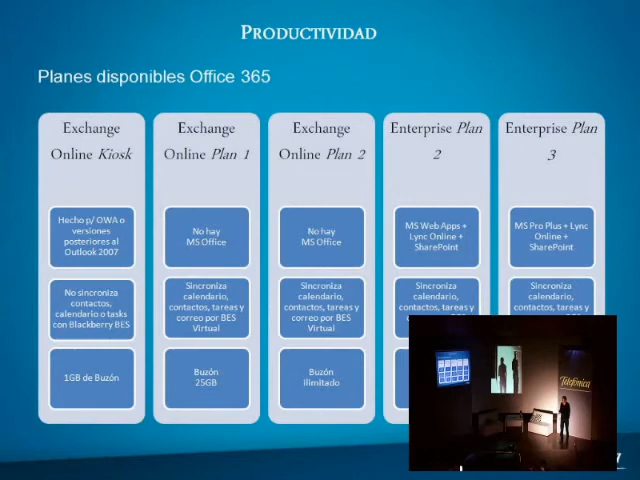 PRODUCTIVIDAD
Planes disponibles Office 365
Exchange
Online Kiosk
Hecho p/ OWA o
versiones
posteriores al
Outlook 2007
No sincroniza
contactos,
calendario o tasks
con Blackberry BES
1GB de Buzón
Exchange
Online Plan 1
No hay
MS Office
Sincroniza
calendario,
contactos, tareas y
correo por BES
Virtual
Buzón
25GB
Exchange
Online Plan 2
No hay
MS Office
Sincroniza
calendario,
contactos, tareas y
correo por BES
Virtual
Buzón
ilimitado
Enterprise Plan
2
MS Web Apps +
Lync Online +
SharePoint
Sincroniza
calendario,
contactos, tareas y
Enterprise Plan
3
MS Pro Plus + Lync
Online +
SharePoint
Sincroniza
calendario,
contactos, tareas y
Telefónica
7